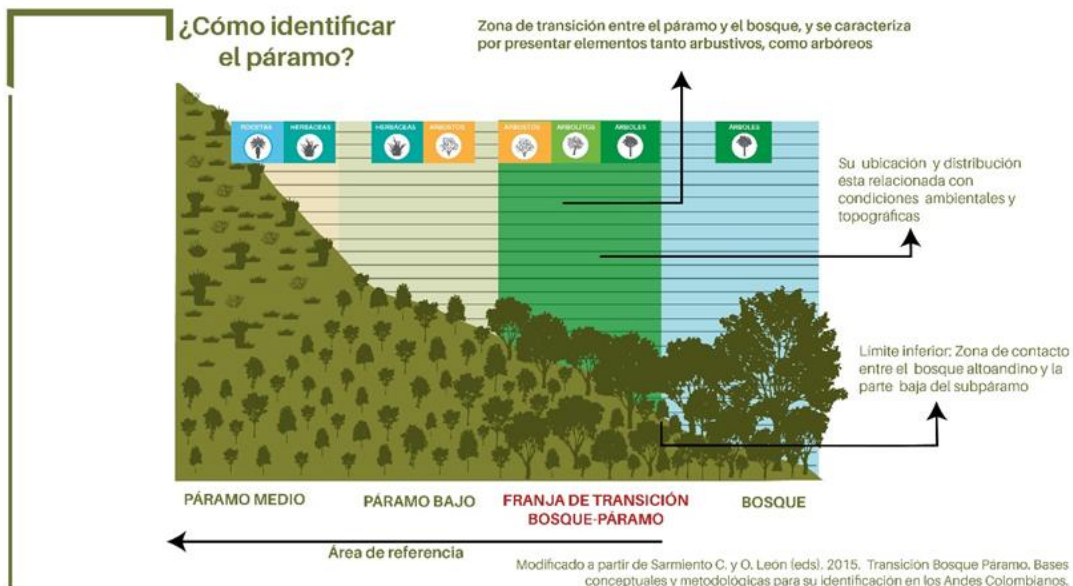 ¿Cómo identificar
el páramo?
Zona de transición entre el páramo y el bosque, y se caracteriza
por presentar elementos tanto arbustivos, como arbóreos
ROCETAS
HERBÁCEAS
HERBÁCEAS
ARBUSTOS
ARBUSTOS
ARBOLITOS
ÁRBOLES
ÁRBOLES
Su ubicación y distribución
ésta relacionada con
condiciones ambientales y
topográficas
Límite inferior: Zona de contacto
entre el bosque altoandino y la
parte baja del subpáramo
PÁRAMO MEDIO
PÁRAMO BAJO
FRANJA DE TRANSICIÓN
BOSQUE-PÁRAMO
BOSQUE
Área de referencia
Modificado a partir de Sarmiento C. y O. León (eds). 2015. Transición Bosque Páramo. Bases
conceptuales y metodológicas para su identificación en los Andes Colombianos.